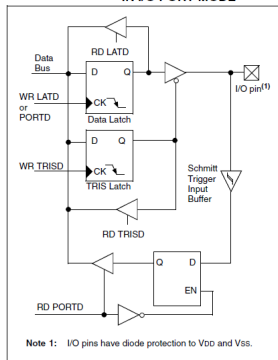 IN I/O PORT MODE
RD LATD
Data
Bus
D Q
I/O pin(1)
WR LATD
or
PORTD
CK
Data Latch
D Q
WR TRISD
CK
TRIS Latch
Schmitt
Trigger
Input
Buffer
RD TRISD
Q D
EN
RD PORTD
Note 1: I/O pins have diode protection to VDD and VSS.